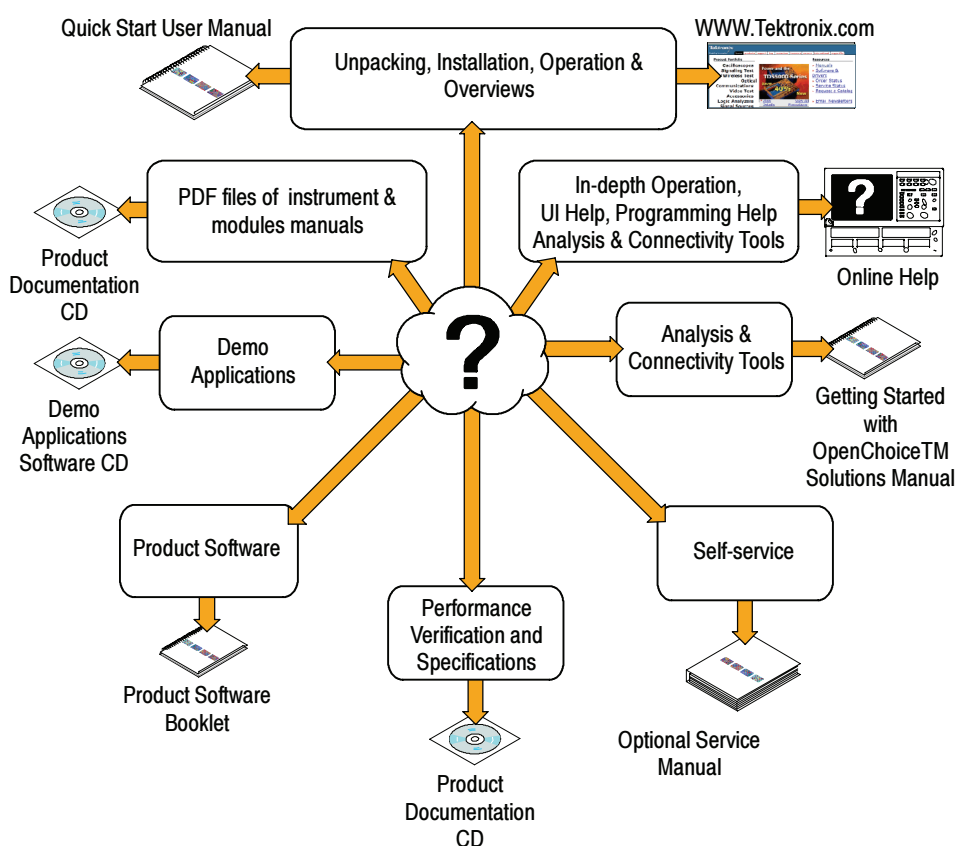 Quick Start User Manual
Unpacking, Installation, Operation &
Overviews
WWW.Tektronix.com
PDF files of instrument &
modules manuals
Product
Documentation
CD
In-depth Operation,
UI Help, Programming Help
Analysis & Connectivity Tools
?
Online Help
Demo
Applications
Demo
Applications
Software CD
?
Analysis &
Connectivity Tools
Getting Started
with
OpenChoiceTM
Solutions Manual
Product Software
Product Software
Booklet
Performance
Verification and
Specifications
Product
Documentation
CD
Self-service
Optional Service
Manual